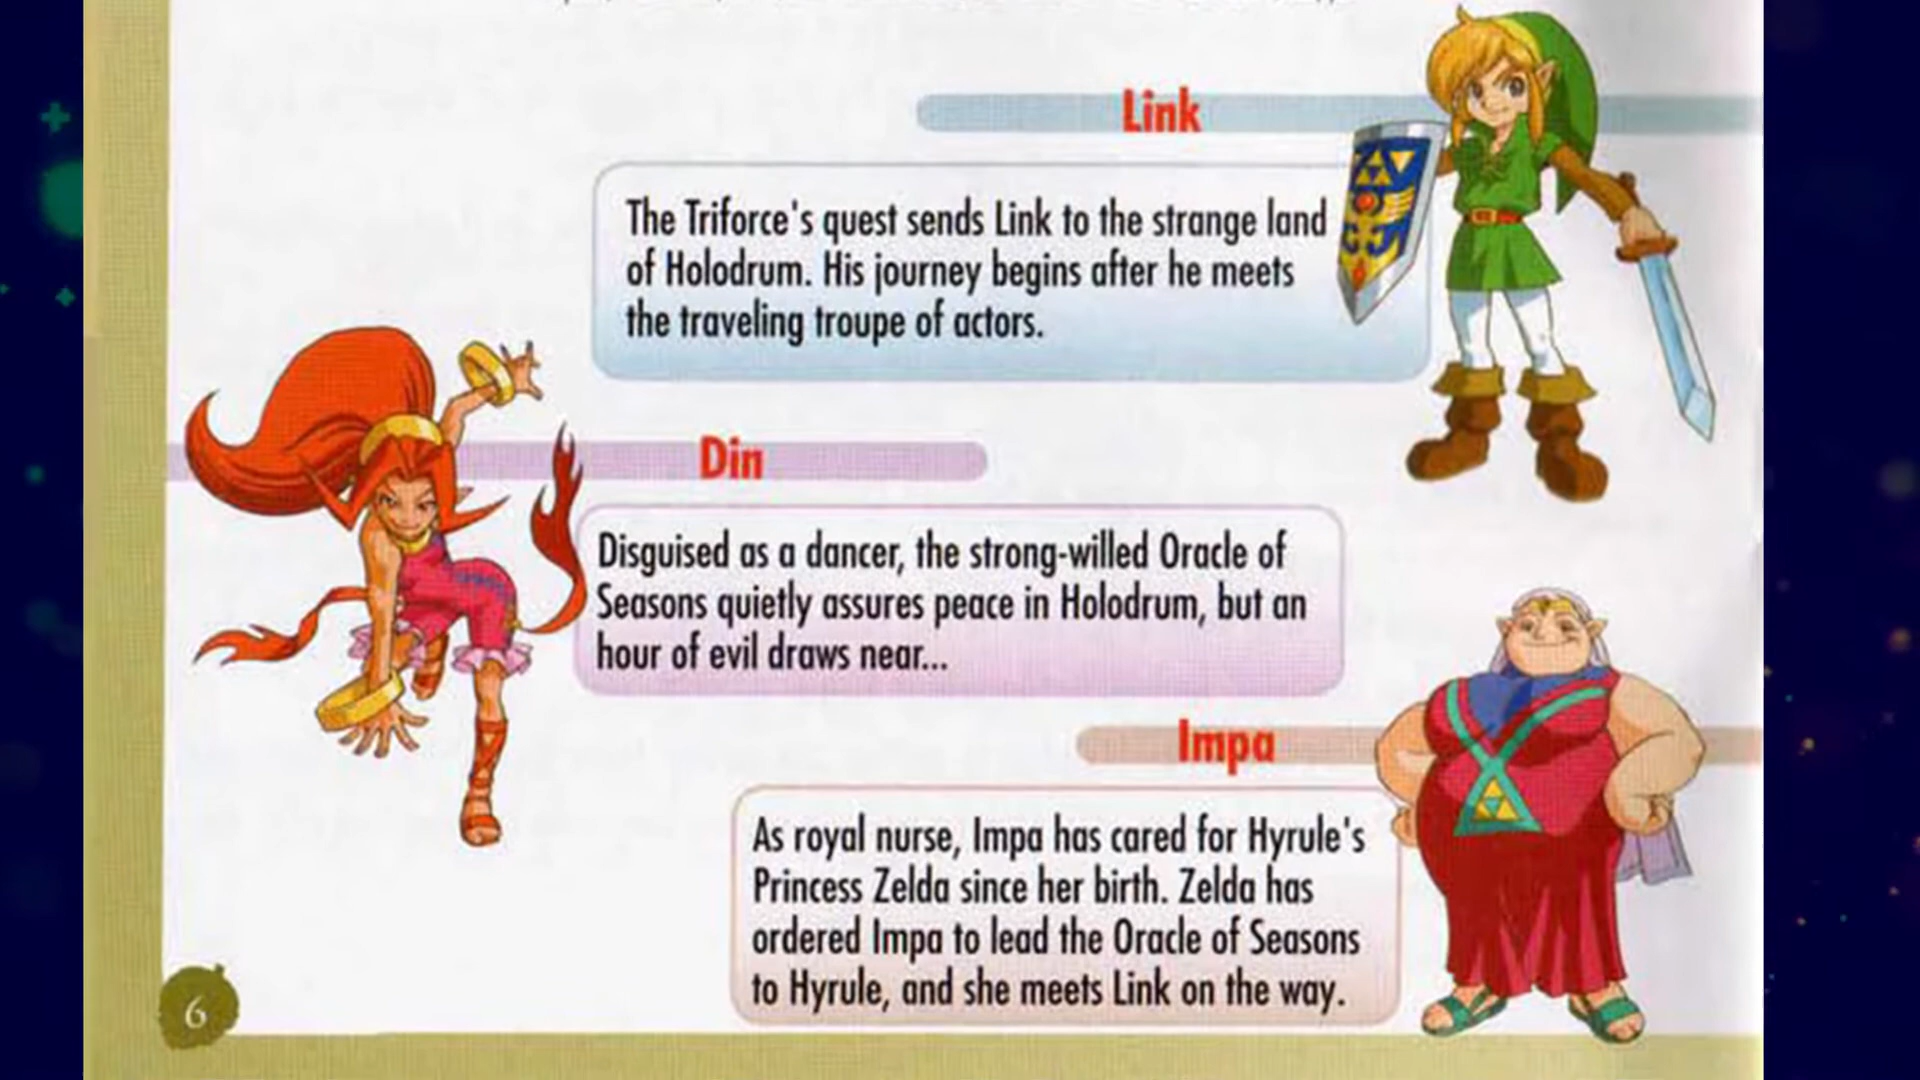 Link
The Triforce's quest sends Link to the strange land
of Holodrum. His journey begins after he meets
the traveling troupe of actors.
Din
Disguised as a dancer, the strong-willed Oracle of
Seasons quietly assures peace in Holodrum, but an
hour of evil draws near...
Impa
As royal nurse, Impa has cared for Hyrule's
Princess Zelda since her birth. Zelda has
ordered Impa to lead the Oracle of Seasons
to Hyrule, and she meets Link on the way.
6